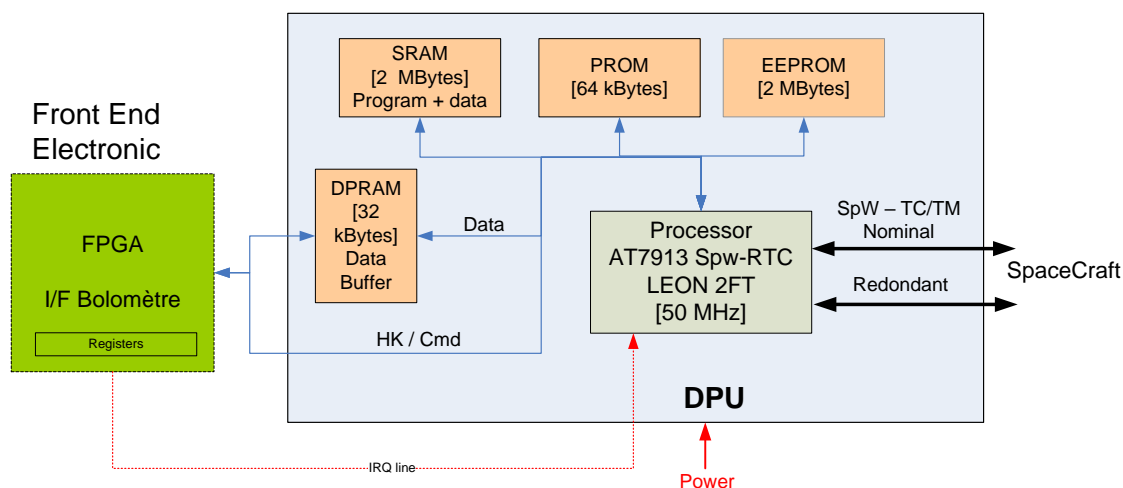 SRAM
[2 MBytes]
Program + data
PROM
[64 kBytes]
EEPROM
[2 MBytes]
Front End
Electronic
FPGA
I/F Bolomètre
Registers
DPRAM
[32
kBytes]
Data
Buffer
Data
HK / Cmd
Processor
AT7913 Spw-RTC
LEON 2FT
[50 MHz]
SpW – TC/TM
Nominal
Redondant
SpaceCraft
DPU
IRQ line
Power